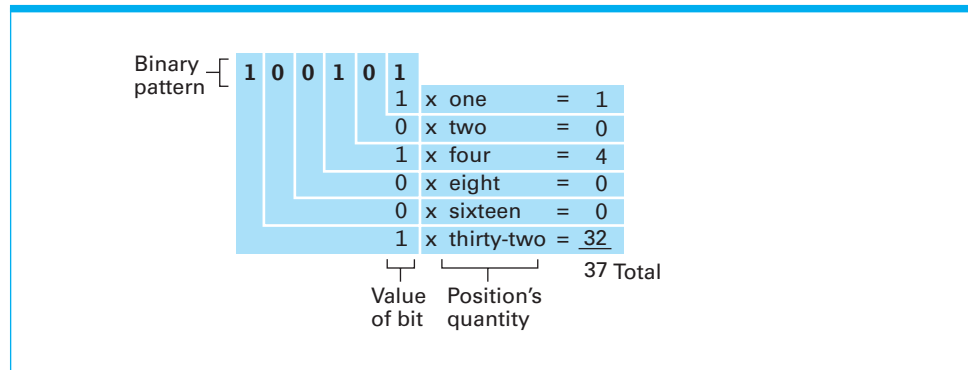 Binary pattern
1 0 0 1 0 1
1 x one = 1
0 x two = 0
1 x four = 4
0 x eight = 0
0 x sixteen = 0
1 x thirty-two = 32
37 Total
Value of bit
Position's quantity